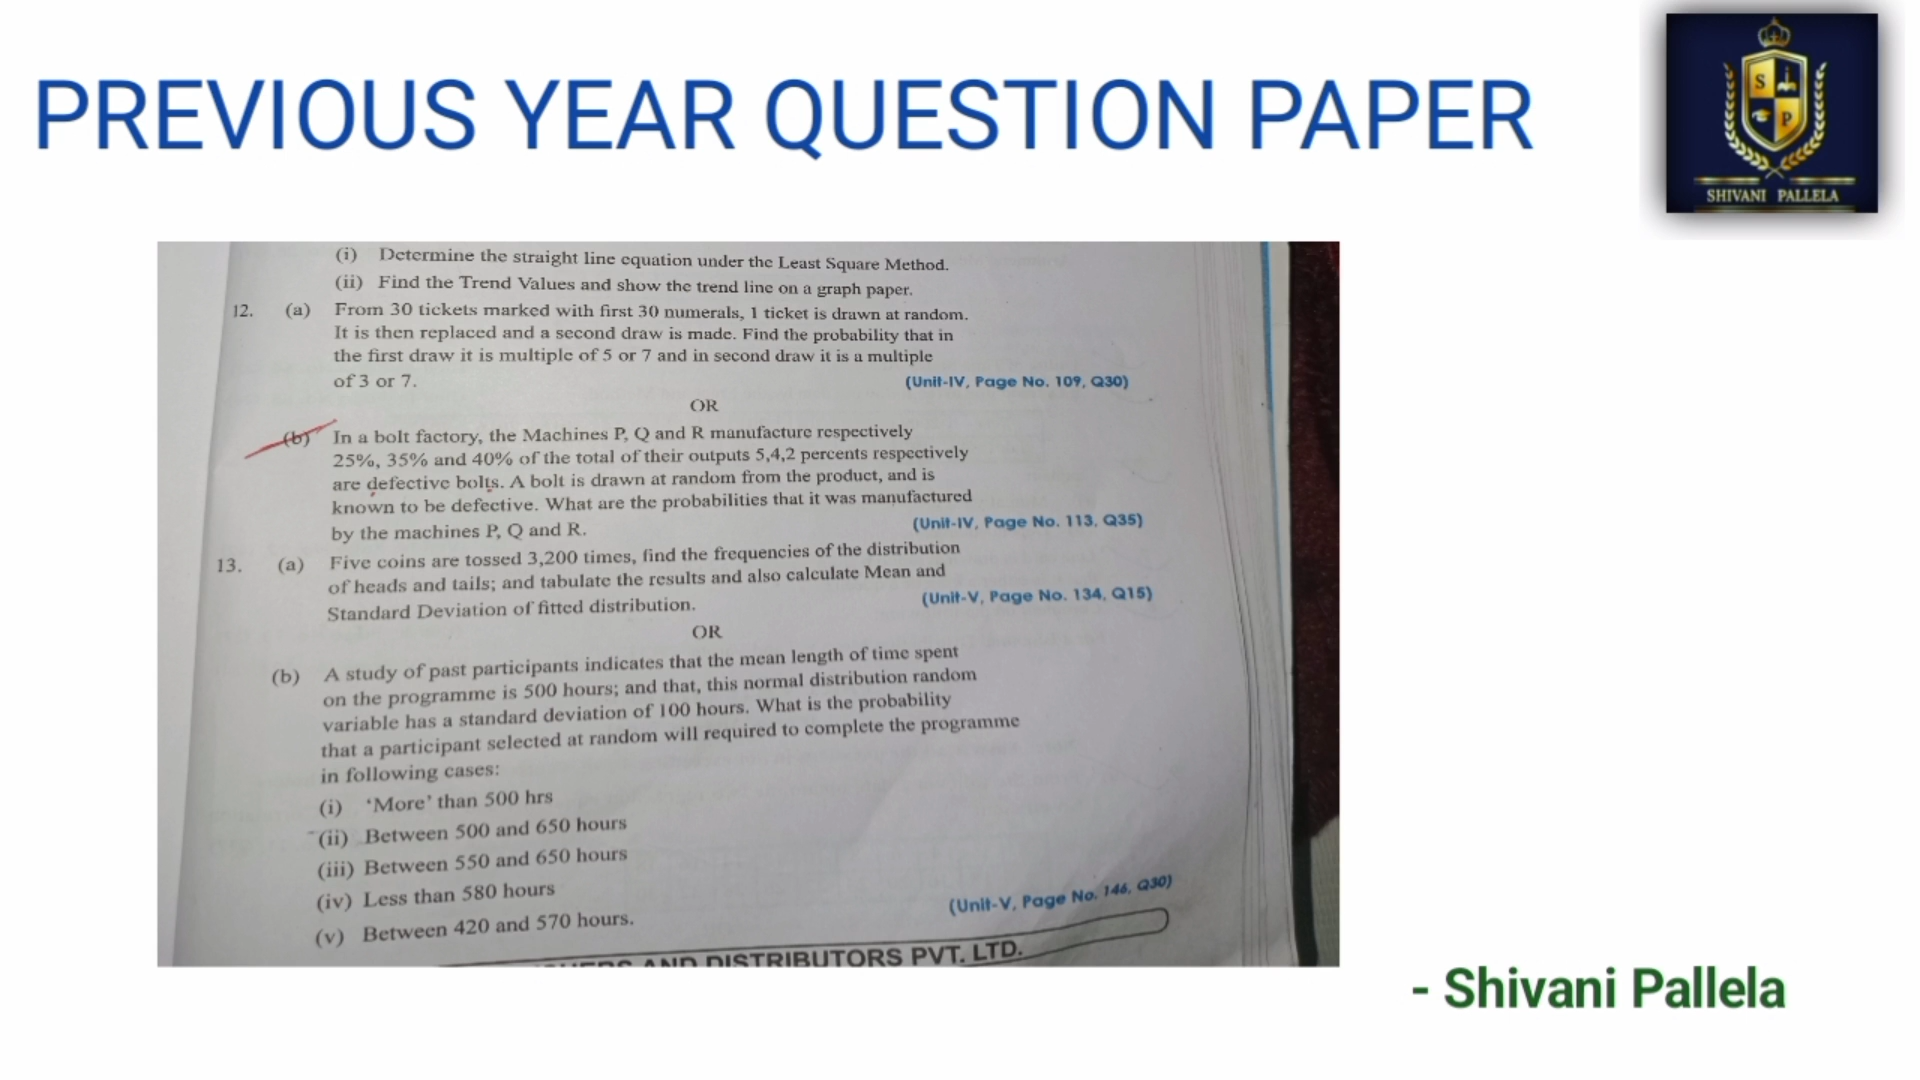 PREVIOUS YEAR QUESTION PAPER
S
P
SHIVANI PALLELA
(i) Determine the straight line equation under the Least Square Method.
(ii) Find the Trend Values and show the trend line on a graph paper.
12. (a) From 30 tickets marked with first 30 numerals, 1 ticket is drawn at random.
It is then replaced and a second draw is made. Find the probability that in
the first draw it is multiple of 5 or 7 and in second draw it is a multiple
of 3 or 7. (Unit-IV, Page No. 109, Q30)
OR
(b) In a bolt factory, the Machines P, Q and R manufacture respectively
25%, 35% and 40% of the total of their outputs 5,4,2 percents respectively
are defective bolts. A bolt is drawn at random from the product, and is
known to be defective. What are the probabilities that it was manufactured
by the machines P, Q and R. (Unit-IV, Page No. 113, Q35)
13. (a) Five coins are tossed 3,200 times, find the frequencies of the distribution
of heads and tails; and tabulate the results and also calculate Mean and
Standard Deviation of fitted distribution. (Unit-V, Page No. 134, Q15)
OR
(b) A study of past participants indicates that the mean length of time spent
on the programme is 500 hours; and that, this normal distribution random
variable has a standard deviation of 100 hours. What is the probability
that a participant selected at random will required to complete the programme
in following cases:
(i) ‘More’ than 500 hrs
(ii) Between 500 and 650 hours
(iii) Between 550 and 650 hours
(iv) Less than 580 hours
(v) Between 420 and 570 hours. (Unit-V, Page No. 146, Q30)
AND DISTRIBUTORS PVT. LTD.
- Shivani Pallela